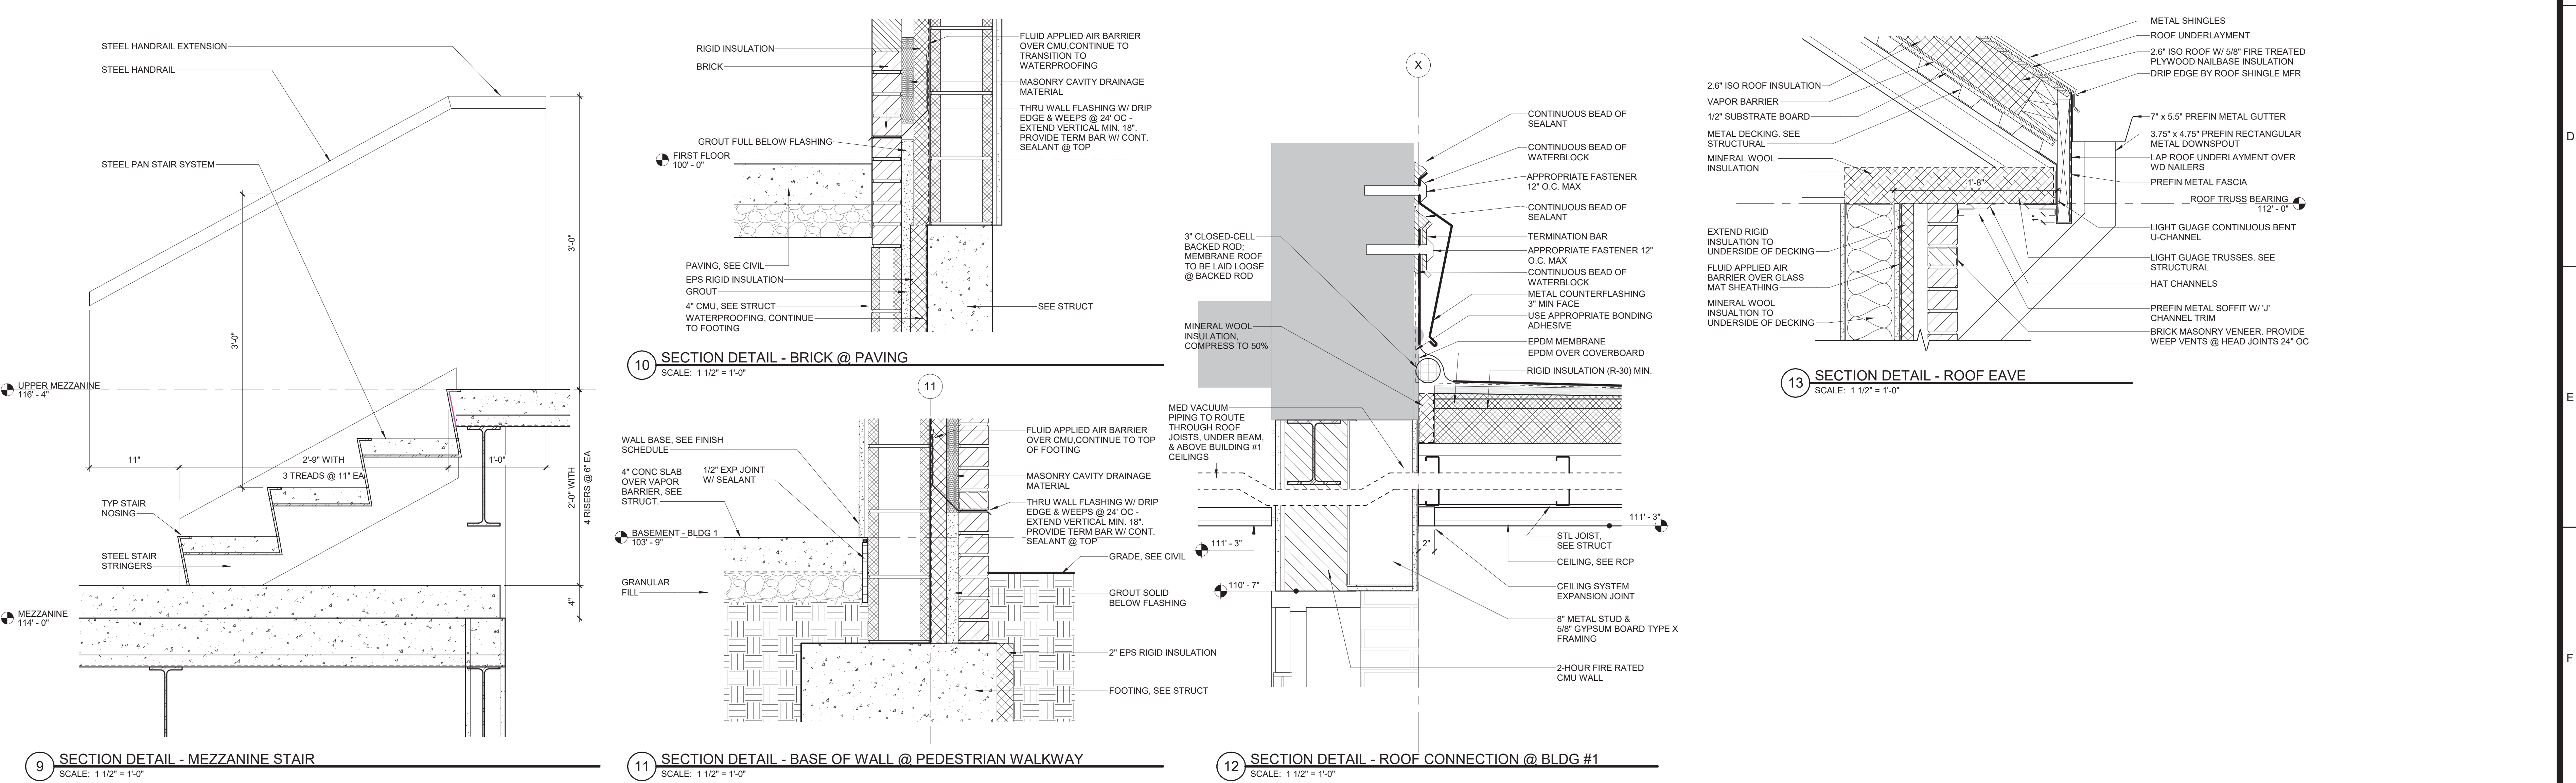 STEEL HANDRAIL EXTENSION
STEEL HANDRAIL
STEEL PAN STAIR SYSTEM
3'-0"
3'-0"
UPPER MEZZANINE
116' - 4"
11"
2'-9" WITH
3 TREADS @ 11" EA
1'-0"
2'-0" WITH
4 RISERS @ 6" EA
TYP STAIR
NOSING
STEEL STAIR
STRINGERS
4"
MEZZANINE
114' - 0"
9
SECTION DETAIL - MEZZANINE STAIR
SCALE: 1 1/2" = 1'-0"
RIGID INSULATION
BRICK
GROUT FULL BELOW FLASHING
FIRST FLOOR
100' - 0"
PAVING, SEE CIVIL
EPS RIGID INSULATION
GROUT
4" CMU, SEE STRUCT
WATERPROOFING, CONTINUE
TO FOOTING
FLUID APPLIED AIR BARRIER
OVER CMU,CONTINUE TO
TRANSITION TO
WATERPROOFING
MASONRY CAVITY DRAINAGE
MATERIAL
THRU WALL FLASHING W/ DRIP
EDGE & WEEPS @ 24' OC -
EXTEND VERTICAL MIN. 18".
PROVIDE TERM BAR W/ CONT.
SEALANT @ TOP
SEE STRUCT
10
SECTION DETAIL - BRICK @ PAVING
SCALE: 1 1/2" = 1'-0"
11
WALL BASE, SEE FINISH
SCHEDULE
4" CONC SLAB
OVER VAPOR
BARRIER, SEE
STRUCT.
1/2" EXP JOINT
W/ SEALANT
BASEMENT - BLDG 1
103' - 9"
GRANULAR
FILL
FLUID APPLIED AIR BARRIER
OVER CMU,CONTINUE TO TOP
OF FOOTING
MASONRY CAVITY DRAINAGE
MATERIAL
THRU WALL FLASHING W/ DRIP
EDGE & WEEPS @ 24' OC -
EXTEND VERTICAL MIN. 18".
PROVIDE TERM BAR W/ CONT.
SEALANT @ TOP
GRADE, SEE CIVIL
GROUT SOLID
BELOW FLASHING
2" EPS RIGID INSULATION
FOOTING, SEE STRUCT
11
SECTION DETAIL - BASE OF WALL @ PEDESTRIAN WALKWAY
SCALE: 1 1/2" = 1'-0"
X
3" CLOSED-CELL
BACKED ROD;
MEMBRANE ROOF
TO BE LAID LOOSE
@ BACKED ROD
MINERAL WOOL
INSULATION,
COMPRESS TO 50%
MED VACUUM
PIPING TO ROUTE
THROUGH ROOF
JOISTS, UNDER BEAM,
& ABOVE BUILDING #1
CEILINGS
111' - 3"
110' - 7"
CONTINUOUS BEAD OF
SEALANT
CONTINUOUS BEAD OF
WATERBLOCK
APPROPRIATE FASTENER
12" O.C. MAX
CONTINUOUS BEAD OF
SEALANT
TERMINATION BAR
APPROPRIATE FASTENER 12"
O.C. MAX
CONTINUOUS BEAD OF
WATERBLOCK
METAL COUNTERFLASHING
3" MIN FACE
USE APPROPRIATE BONDING
ADHESIVE
EPDM MEMBRANE
EPDM OVER COVERBOARD
RIGID INSULATION (R-30) MIN.
111' - 3"
2"
STL JOIST,
SEE STRUCT
CEILING, SEE RCP
CEILING SYSTEM
EXPANSION JOINT
8" METAL STUD &
5/8" GYPSUM BOARD TYPE X
FRAMING
2-HOUR FIRE RATED
CMU WALL
12
SECTION DETAIL - ROOF CONNECTION @ BLDG #1
SCALE: 1 1/2" = 1'-0"
2.6" ISO ROOF INSULATION
VAPOR BARRIER
1/2" SUBSTRATE BOARD
METAL DECKING. SEE
STRUCTURAL
MINERAL WOOL
INSULATION
EXTEND RIGID
INSULATION TO
UNDERSIDE OF DECKING
FLUID APPLIED AIR
BARRIER OVER GLASS
MAT SHEATHING
MINERAL WOOL
INSUALTION TO
UNDERSIDE OF DECKING
1'-8"
1"
METAL SHINGLES
ROOF UNDERLAYMENT
2.6" ISO ROOF W/ 5/8" FIRE TREATED
PLYWOOD NAILBASE INSULATION
DRIP EDGE BY ROOF SHINGLE MFR
7" x 5.5" PREFIN METAL GUTTER
3.75" x 4.75" PREFIN RECTANGULAR
METAL DOWNSPOUT
LAP ROOF UNDERLAYMENT OVER
WD NAILERS
PREFIN METAL FASCIA
ROOF TRUSS BEARING
112' - 0"
LIGHT GUAGE CONTINUOUS BENT
U-CHANNEL
LIGHT GUAGE TRUSSES. SEE
STRUCTURAL
HAT CHANNELS
PREFIN METAL SOFFIT W/ 'J'
CHANNEL TRIM
BRICK MASONRY VENEER. PROVIDE
WEEP VENTS @ HEAD JOINTS 24" OC
13
SECTION DETAIL - ROOF EAVE
SCALE: 1 1/2" = 1'-0"
D
E
F